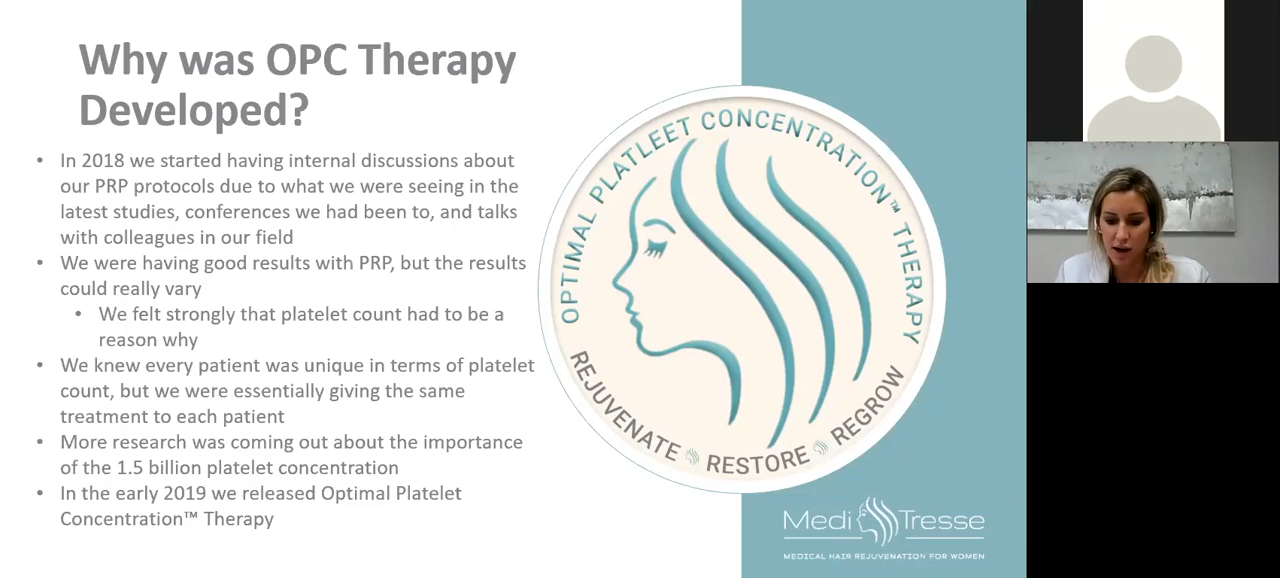 Why was OPC Therapy
Developed?
• In 2018 we started having internal discussions about
our PRP protocols due to what we were seeing in the
latest studies, conferences we had been to, and talks
with colleagues in our field
• We were having good results with PRP, but the results
could really vary
• We felt strongly that platelet count had to be a
reason why
• We knew every patient was unique in terms of platelet
count, but we were essentially giving the same
treatment to each patient
• More research was coming out about the importance
of the 1.5 billion platelet concentration
• In the early 2019 we released Optimal Platelet
Concentration™ Therapy
OPTIMAL PLATLEET CONCENTRATION™ THERAPY
REJUVENATE RESTORE REGROW
Medi Tresse
MEDICAL HAIR REJUVENATION FOR WOMEN